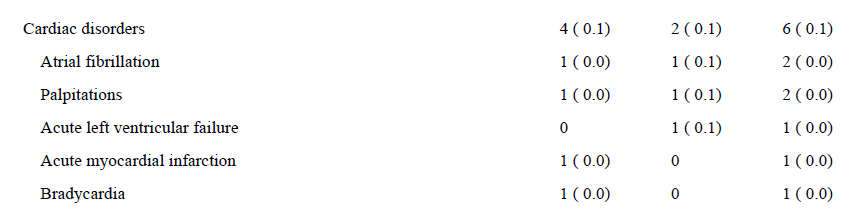 Cardiac disorders 4 ( 0.1) 2 ( 0.1) 6 ( 0.1)
Atrial fibrillation 1 ( 0.0) 1 ( 0.1) 2 ( 0.0)
Palpitations 1 ( 0.0) 1 ( 0.1) 2 ( 0.0)
Acute left ventricular failure 0 1 ( 0.1) 1 ( 0.0)
Acute myocardial infarction 1 ( 0.0) 0 1 ( 0.0)
Bradycardia 1 ( 0.0) 0 1 ( 0.0)